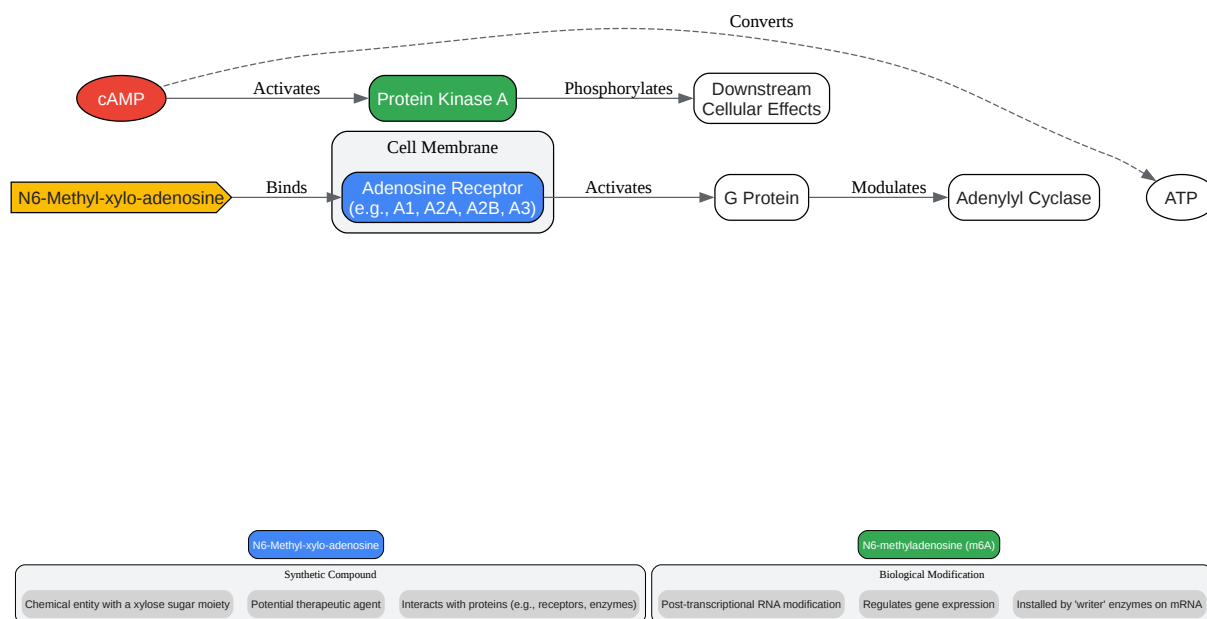 Converts
cAMP
Activates
Protein Kinase A
Phosphorylates
Downstream
Cellular Effects
Cell Membrane
N6-Methyl-xylo-adenosine
Binds
Adenosine Receptor
(e.g., A1, A2A, A2B, A3)
Activates
G Protein
Modulates
Adenylyl Cyclase
ATP
N6-Methyl-xylo-adenosine
Synthetic Compound
Chemical entity with a xylose sugar moiety
Potential therapeutic agent
Interacts with proteins (e.g., receptors, enzymes)
N6-methyladenosine (m6A)
Biological Modification
Post-transcriptional RNA modification
Regulates gene expression
Installed by 'writer' enzymes on mRNA